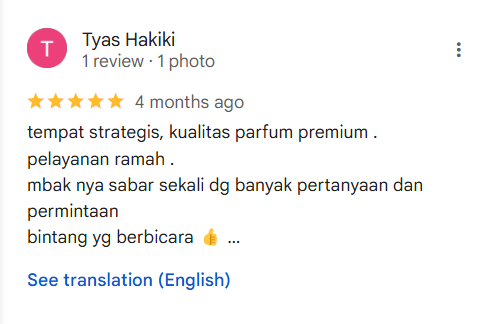 T
Tyas Hakiki
1 review · 1 photo
4 months ago
tempat strategis, kualitas parfum premium .
pelayanan ramah .
mbak nya sabar sekali dg banyak pertanyaan dan
permintaan
bintang yg berbicara 👍 ...
See translation (English)